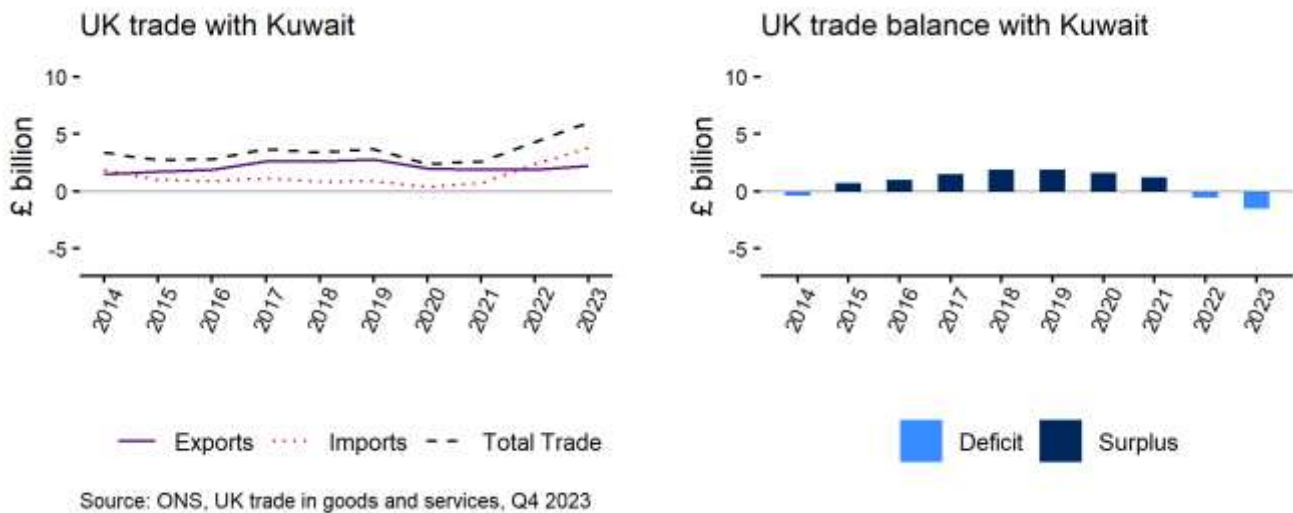 UK trade with Kuwait
10
5
0
-5
£ billion
2014
2015
2016
2017
2018
2019
2020
2021
2022
2023
Exports
Imports
Total Trade
UK trade balance with Kuwait
10
5
0
-5
£ billion
2014
2015
2016
2017
2018
2019
2020
2021
2022
2023
Deficit
Surplus
Source: ONS, UK trade in goods and services, Q4 2023